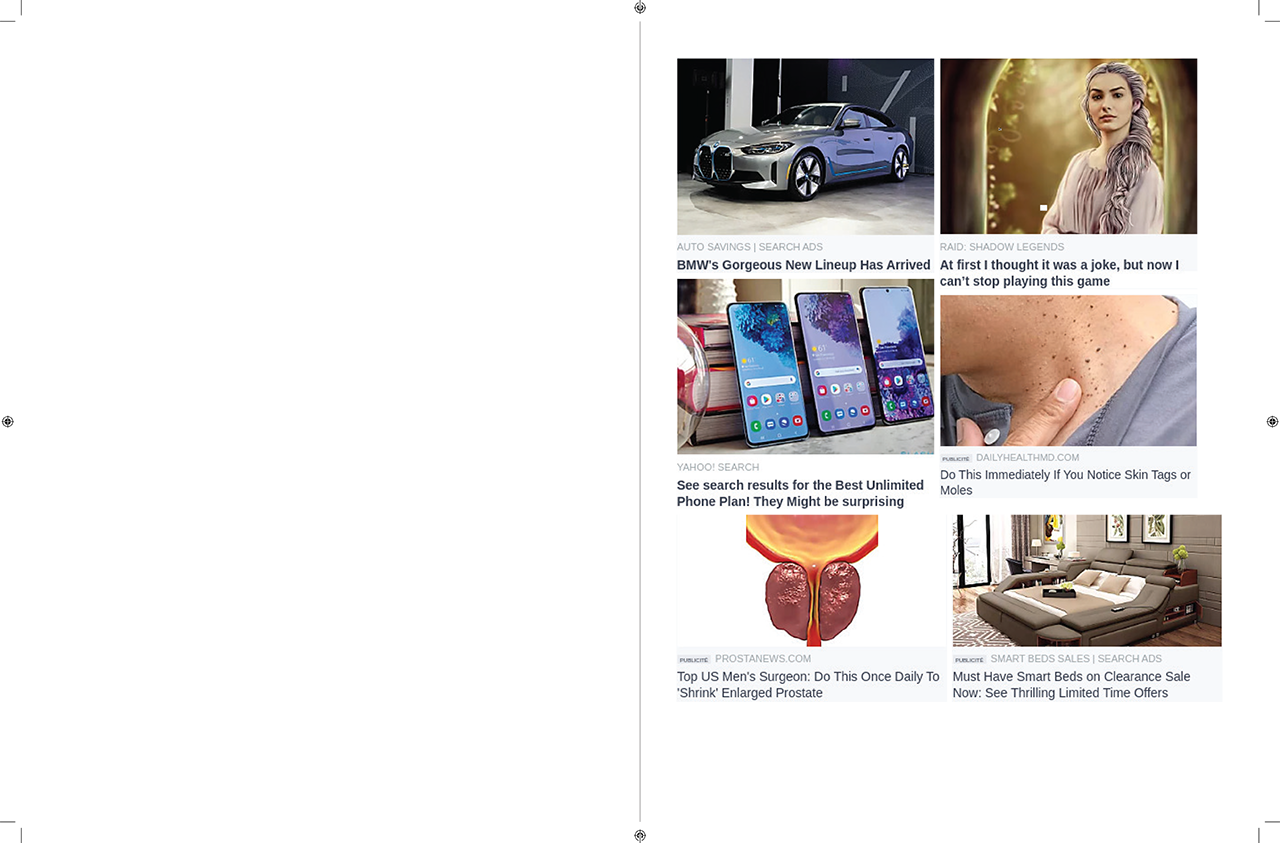 AUTO SAVINGS | SEARCH ADS
BMW's Gorgeous New Lineup Has Arrived
RAID: SHADOW LEGENDS
At first I thought it was a joke, but now I
can’t stop playing this game
YAHOO! SEARCH
See search results for the Best Unlimited
Phone Plan! They Might be surprising
PUBLICITÉ DAILYHEALTHMD.COM
Do This Immediately If You Notice Skin Tags or
Moles
PUBLICITÉ PROSTANEWS.COM
Top US Men's Surgeon: Do This Once Daily To
'Shrink' Enlarged Prostate
PUBLICITÉ SMART BEDS SALES | SEARCH ADS
Must Have Smart Beds on Clearance Sale
Now: See Thrilling Limited Time Offers